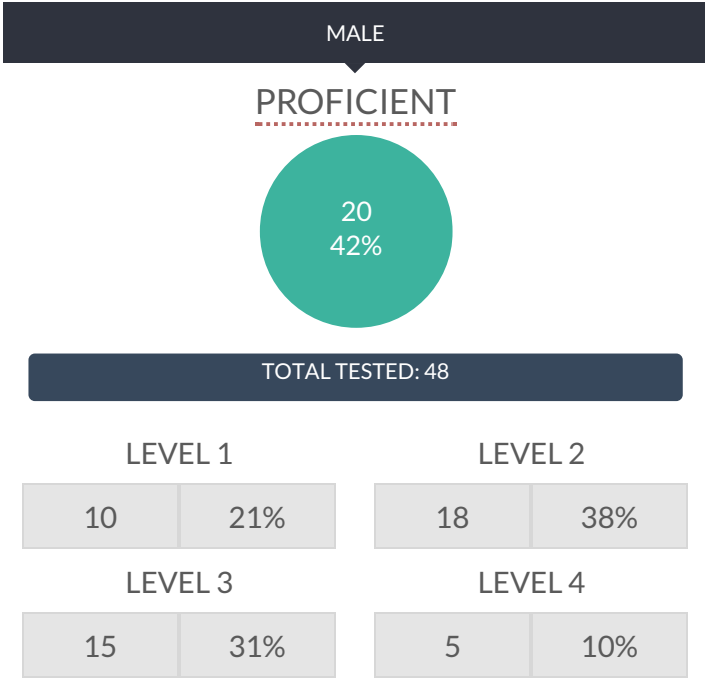 MALE
PROFICIENT
20
42%
TOTAL TESTED: 48
LEVEL 1
10 21%
LEVEL 2
18 38%
LEVEL 3
15 31%
LEVEL 4
5 10%